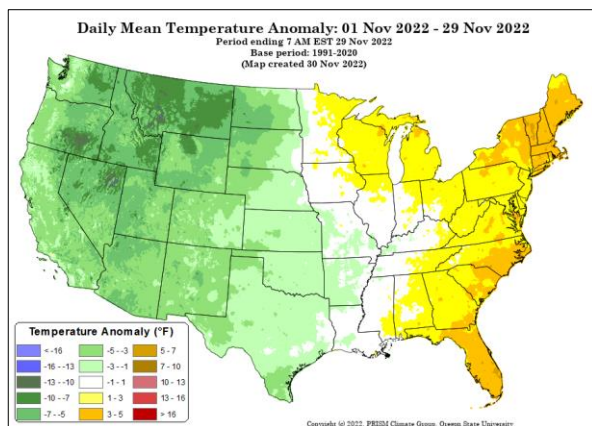 Daily Mean Temperature Anomaly: 01 Nov 2022 - 29 Nov 2022
Period ending 7 AM EST 29 Nov 2022
Base period: 1991-2020
(Map created 30 Nov 2022)
Temperature Anomaly (°F)
< -16
-5 - -3
5 - 7
-16 - -13
-3 - -1
7 - 10
-13 - -10
-1 - 1
10 - 13
-10 - -7
1 - 3
13 - 16
-7 - -5
3 - 5
> 16
Copyright (c) 2022, PRISM Climate Group, Oregon State University